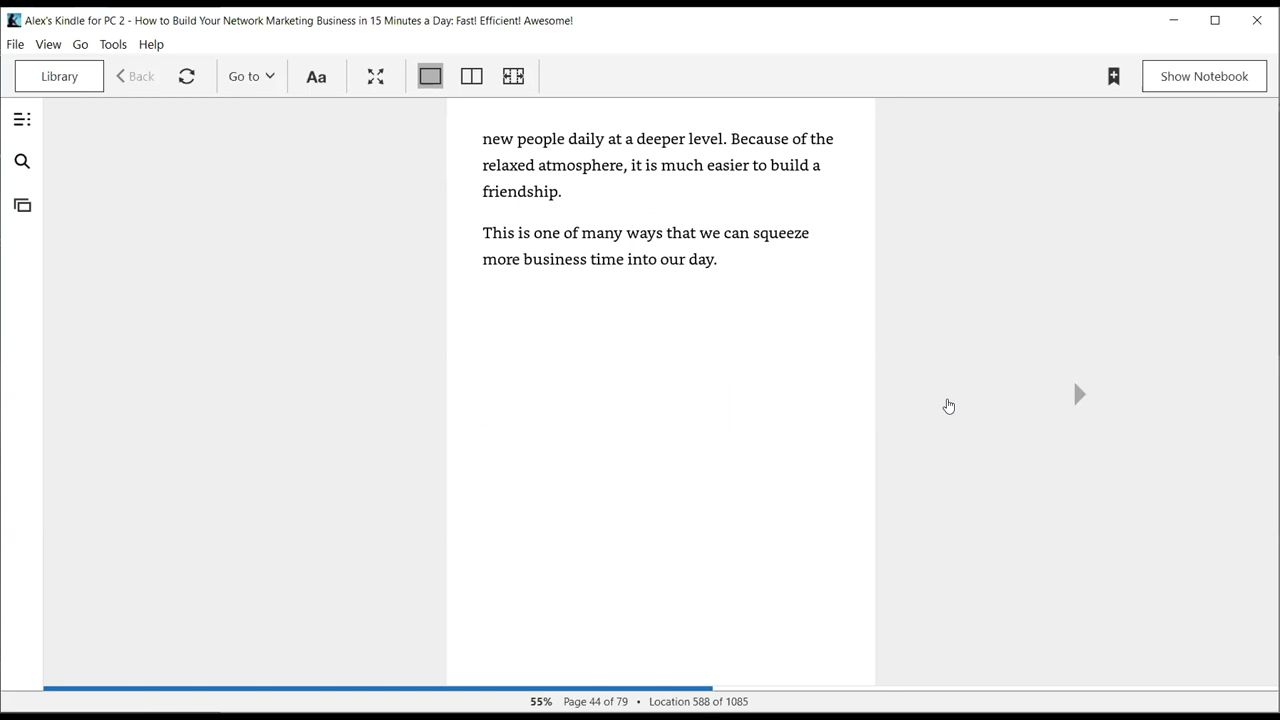 Alex's Kindle for PC 2 - How to Build Your Network Marketing Business in 15 Minutes a Day: Fast! Efficient! Awesome!
File View Go Tools Help
Library Back Go to Aa Show Notebook
new people daily at a deeper level. Because of the
relaxed atmosphere, it is much easier to build a
friendship.
This is one of many ways that we can squeeze
more business time into our day.
55% Page 44 of 79 • Location 588 of 1085